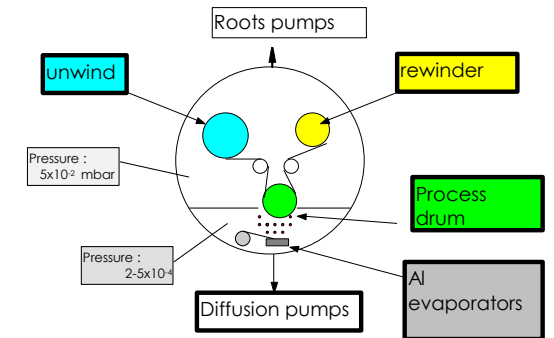 Roots pumps
unwind
rewinder
Pressure :
5x10⁻² mbar
Process
drum
Pressure :
2-5x10⁻⁴
Al
evaporators
Diffusion pumps